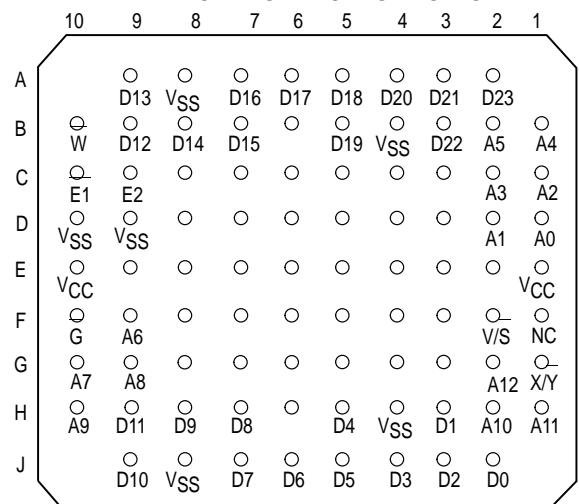 10 9 8 7 6 5 4 3 2 1
A
D13 VSS D16 D17 D18 D20 D21 D23
B
W̅ D12 D14 D15 D19 VSS D22 A5 A4
C
E̅1̅ E2 A3 A2
D
VSS VSS A1 A0
E
VCC VCC
F
G̅ A6 V/S̅ NC
G
A7 A8 A12 X/Y̅
H
A9 D11 D9 D8 D4 VSS D1 A10 A11
J
D10 VSS D7 D6 D5 D3 D2 D0